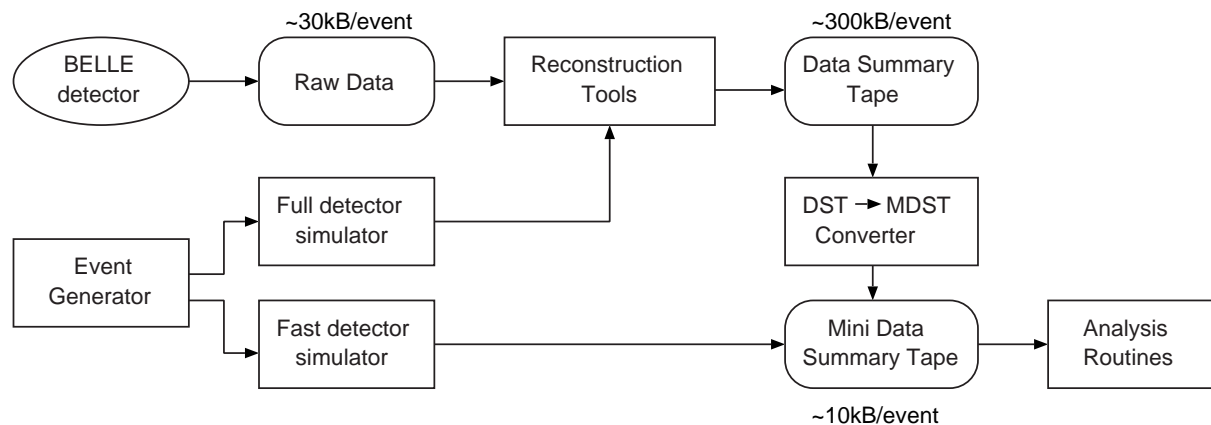 ~30kB/event
~300kB/event
BELLE
detector
Raw Data
Reconstruction
Tools
Data Summary
Tape
Full detector
simulator
DST → MDST
Converter
Event
Generator
Fast detector
simulator
Mini Data
Summary Tape
Analysis
Routines
~10kB/event